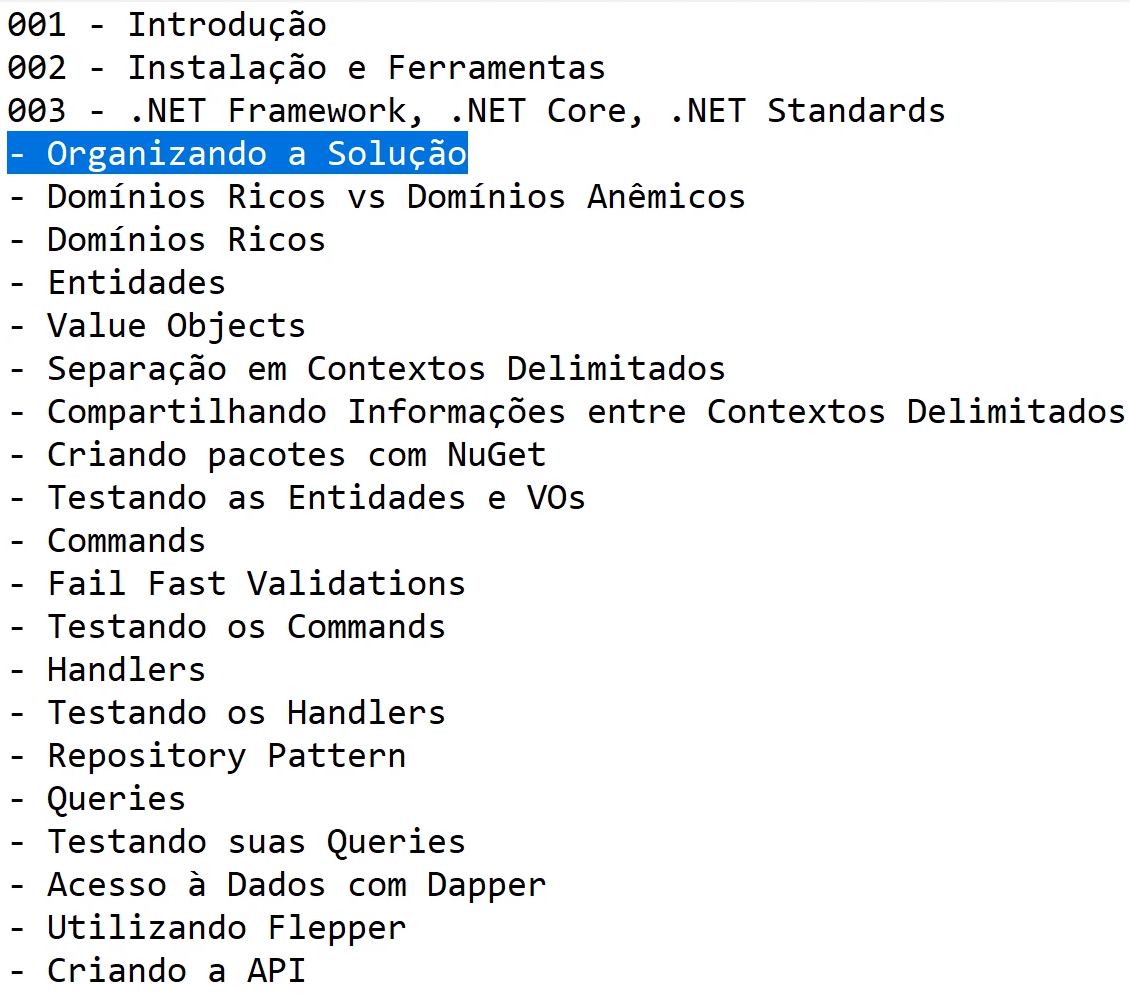 001 - Introdução
002 - Instalação e Ferramentas
003 - .NET Framework, .NET Core, .NET Standards
- Organizando a Solução
- Domínios Ricos vs Domínios Anêmicos
- Domínios Ricos
- Entidades
- Value Objects
- Separação em Contextos Delimitados
- Compartilhando Informações entre Contextos Delimitados
- Criando pacotes com NuGet
- Testando as Entidades e VOs
- Commands
- Fail Fast Validations
- Testando os Commands
- Handlers
- Testando os Handlers
- Repository Pattern
- Queries
- Testando suas Queries
- Acesso à Dados com Dapper
- Utilizando Flepper
- Criando a API